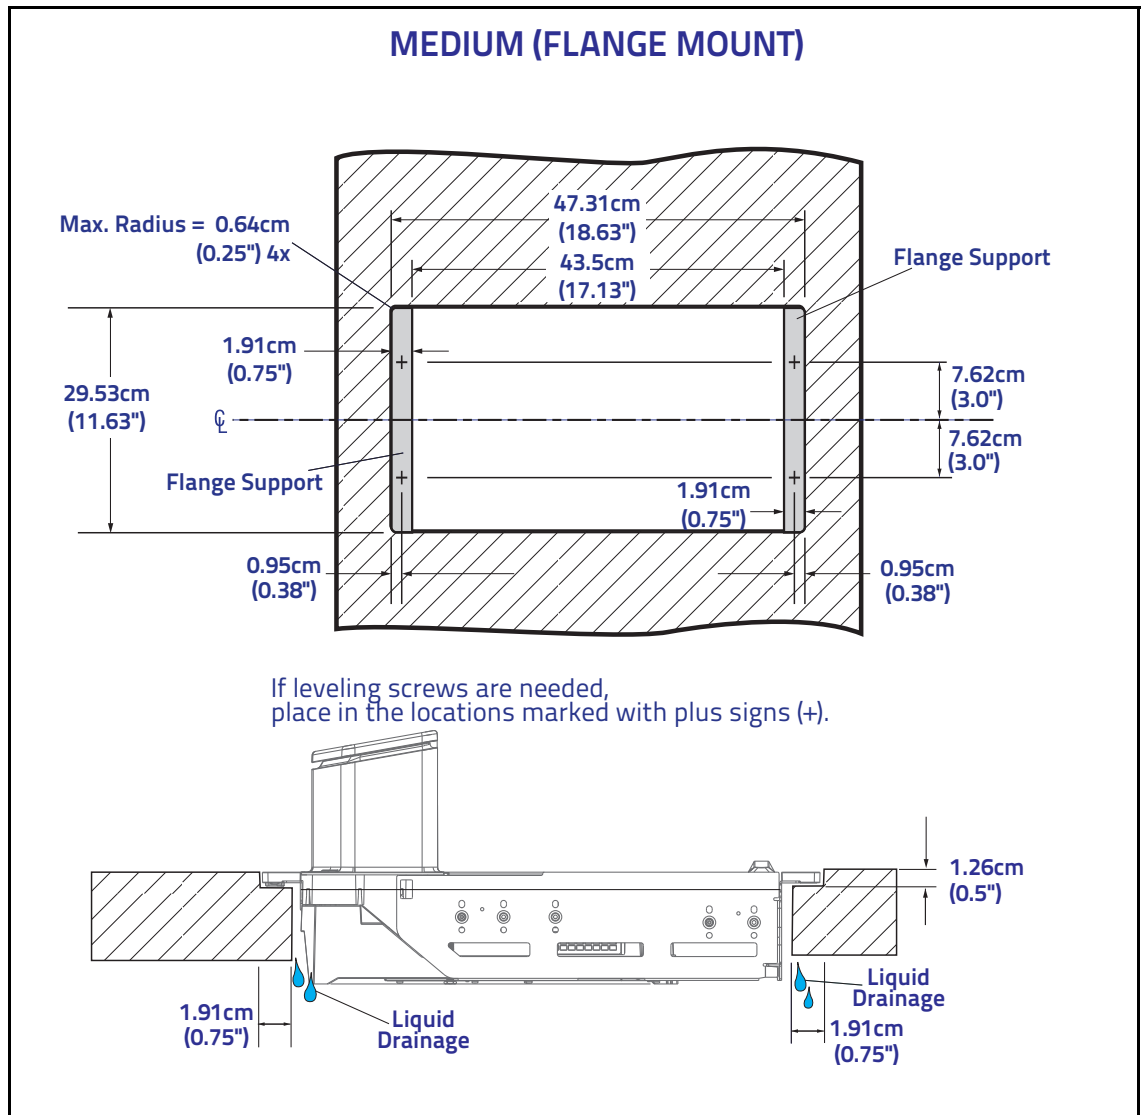 MEDIUM (FLANGE MOUNT)
47.31cm
(18.63")
Max. Radius = 0.64cm
(0.25") 4x
43.5cm
(17.13")
Flange Support
1.91cm
(0.75")
29.53cm
(11.63")
℄
7.62cm
(3.0")
7.62cm
(3.0")
Flange Support
1.91cm
(0.75")
0.95cm
(0.38")
0.95cm
(0.38")
If leveling screws are needed,
place in the locations marked with plus signs (+).
1.26cm
(0.5")
Liquid
Drainage
1.91cm
(0.75")
Liquid
Drainage
1.91cm
(0.75")